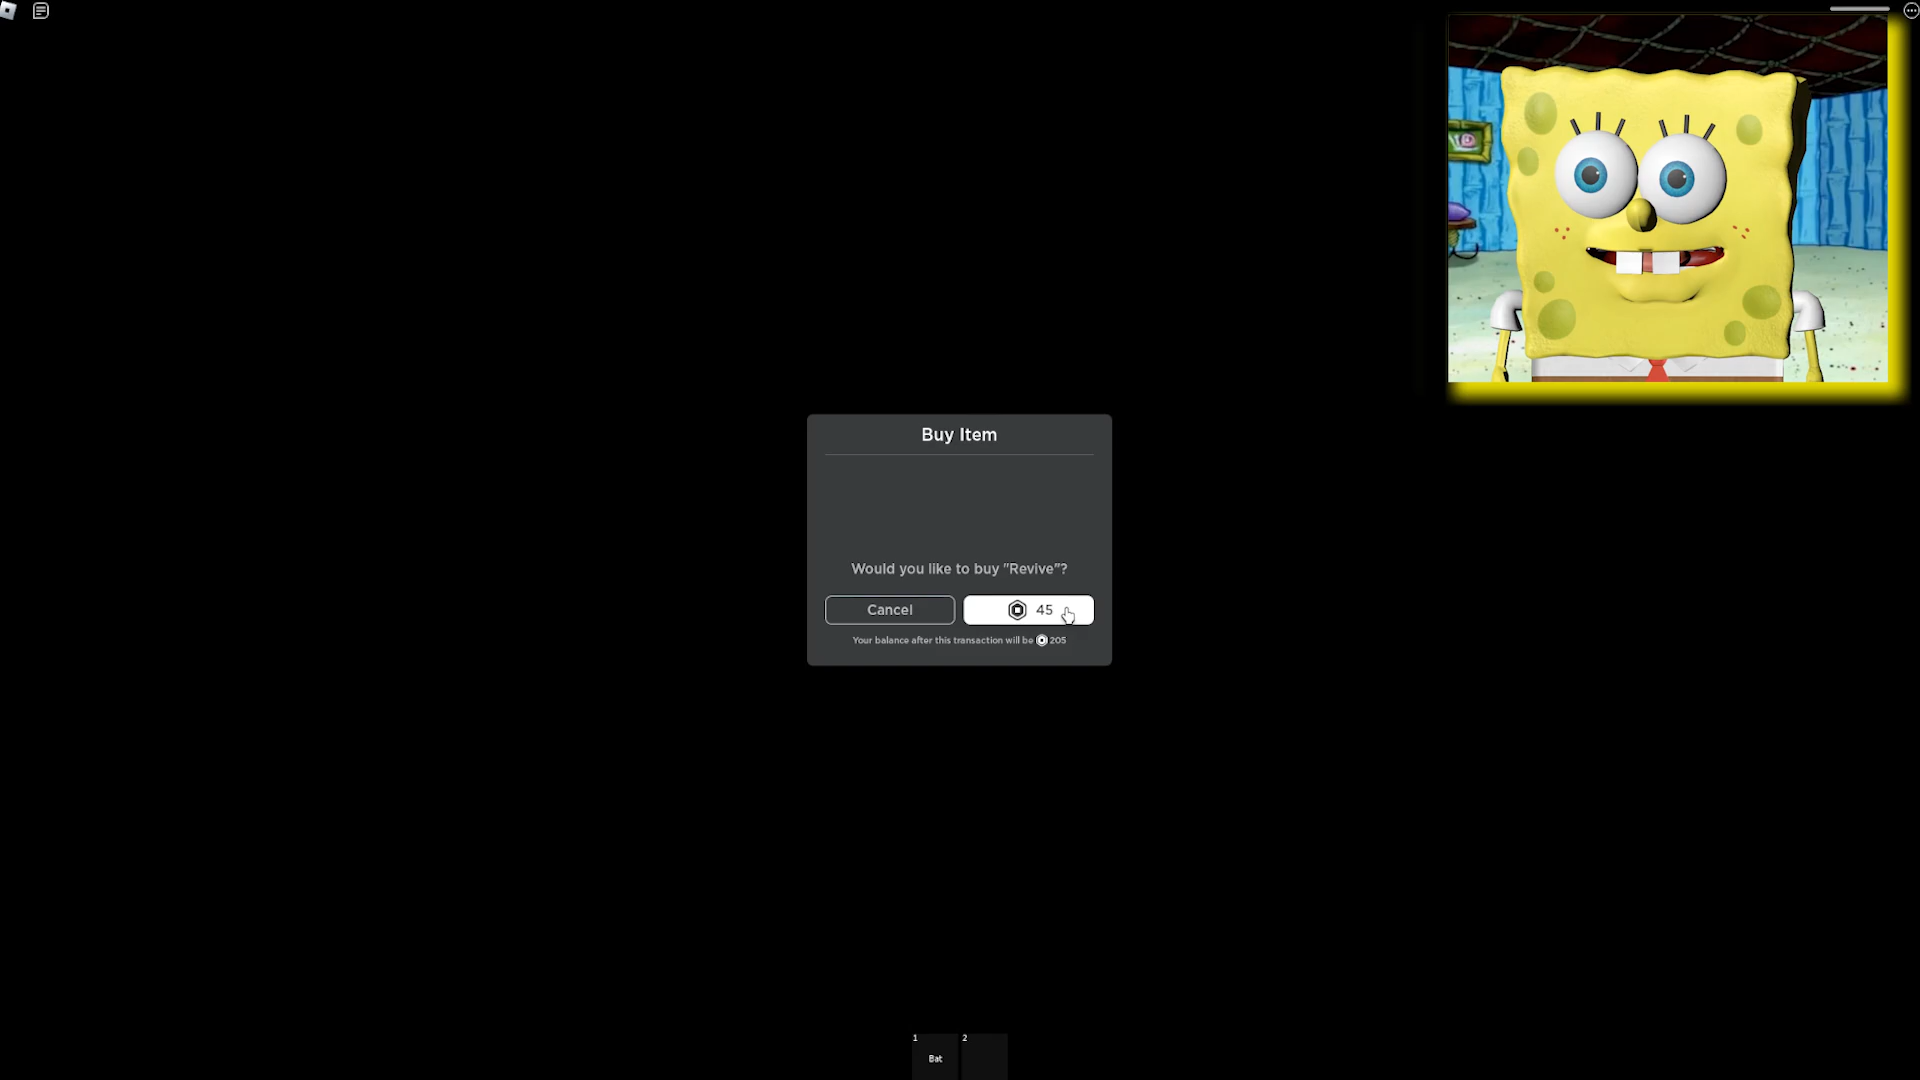 Buy Item
Would you like to buy "Revive"?
Cancel
45
Your balance after this transaction will be 205
1
2
Bat